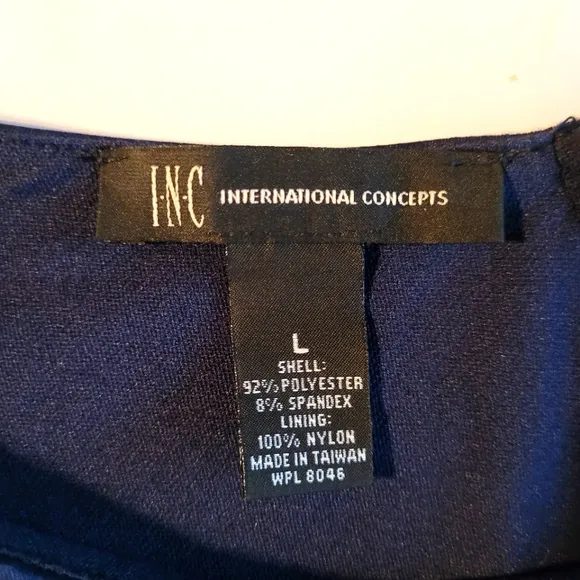 I·N·C INTERNATIONAL CONCEPTS
L
SHELL:
92% POLYESTER
8% SPANDEX
LINING:
100% NYLON
MADE IN TAIWAN
WPL 8046